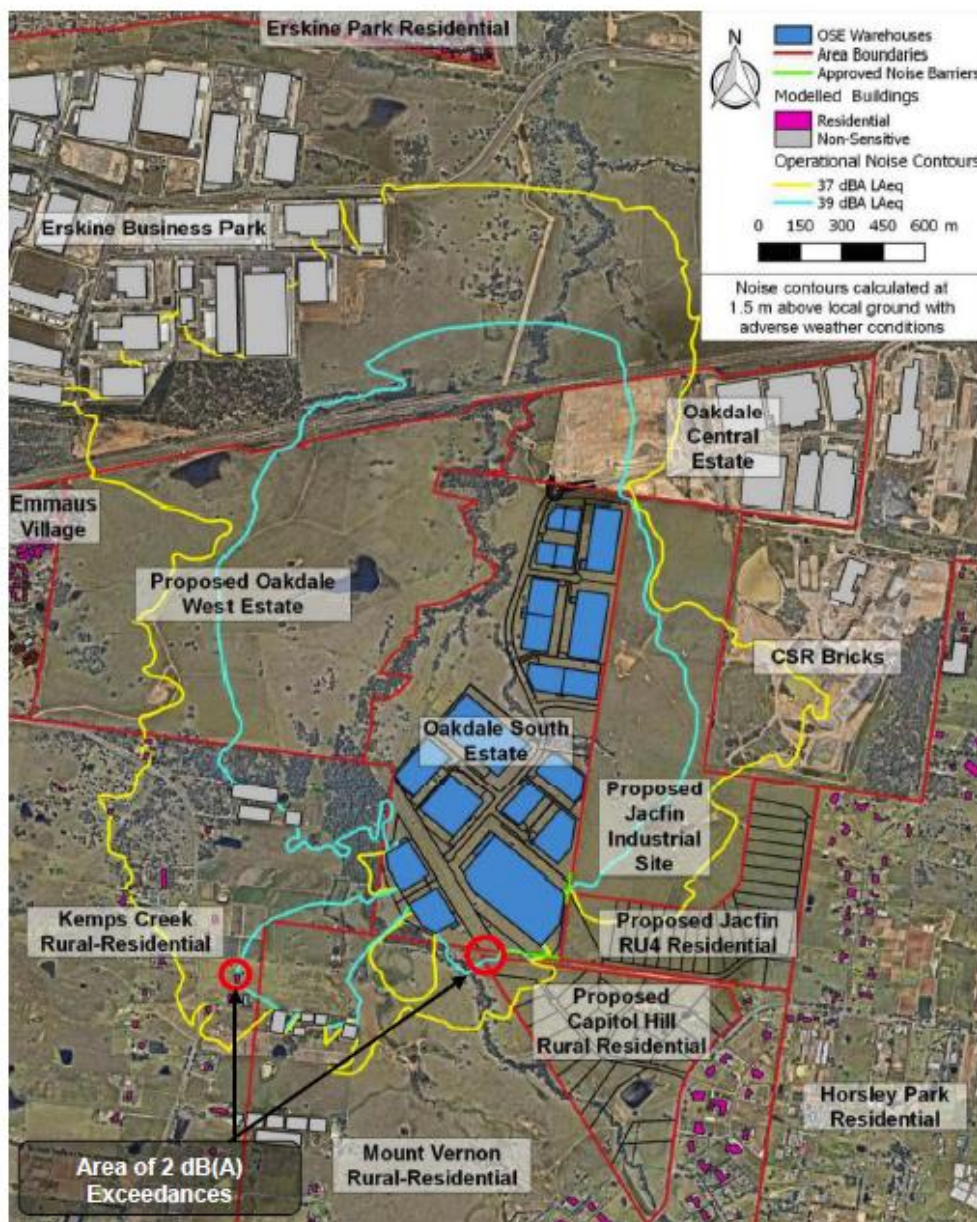 Erskine Park Residential
N
OSE Warehouses
Area Boundaries
Approved Noise Barriers
Modelled Buildings
Residential
Non-Sensitive
Operational Noise Contours
37 dBA LAeq
39 dBA LAeq
0 150 300 450 600 m
Noise contours calculated at
1.5 m above local ground with
adverse weather conditions
Erskine Business Park
Oakdale
Central
Estate
Emmaus
Village
Proposed Oakdale
West Estate
CSR Bricks
Oakdale South
Estate
Proposed
Jacfin
Industrial
Site
Kemps Creek
Rural-Residential
Proposed Jacfin
RU4 Residential
Proposed
Capitol Hill
Rural Residential
Horsley Park
Residential
Mount Vernon
Rural-Residential
Area of 2 dB(A)
Exceedances